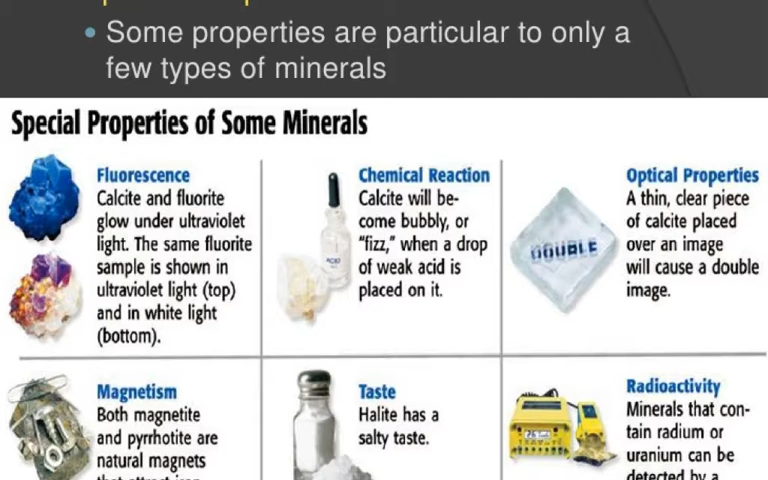 • Some properties are particular to only a
few types of minerals
Special Properties of Some Minerals
Fluorescence
Calcite and fluorite
glow under ultraviolet
light. The same fluorite
sample is shown in
ultraviolet light (top)
and in white light
(bottom).
Chemical Reaction
Calcite will be-
come bubbly, or
"fizz," when a drop
of weak acid is
placed on it.
ACID
Optical Properties
A thin, clear piece
of calcite placed
over an image
will cause a double
image.
DOUBLE
Magnetism
Both magnetite
and pyrrhotite are
natural magnets
that attract iron.
Taste
Halite has a
salty taste.
Radioactivity
Minerals that con-
tain radium or
uranium can be
detected by a